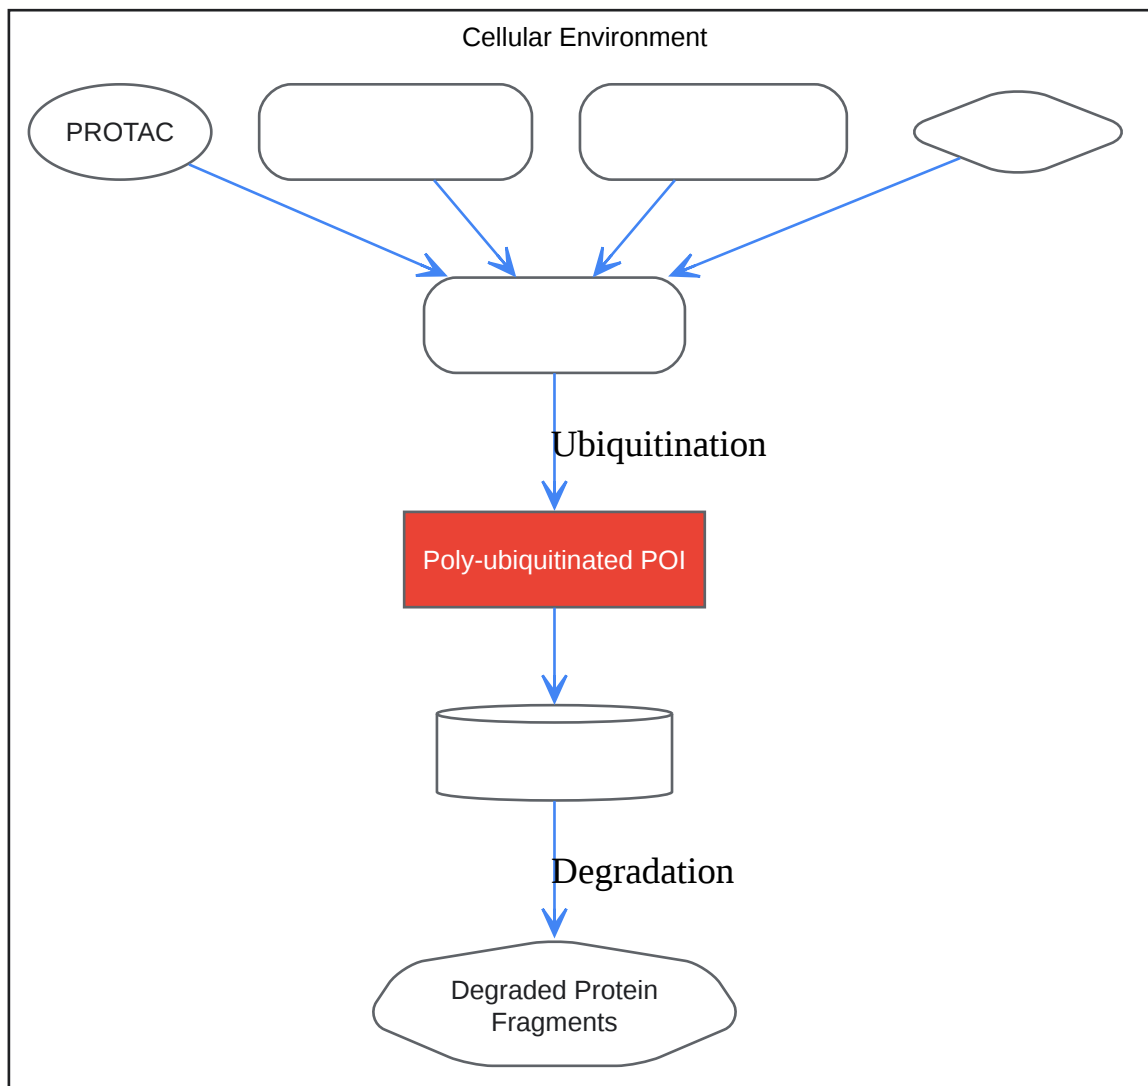 Cellular Environment
PROTAC
Ubiquitination
Poly-ubiquitinated POI
Degradation
Degraded Protein
Fragments